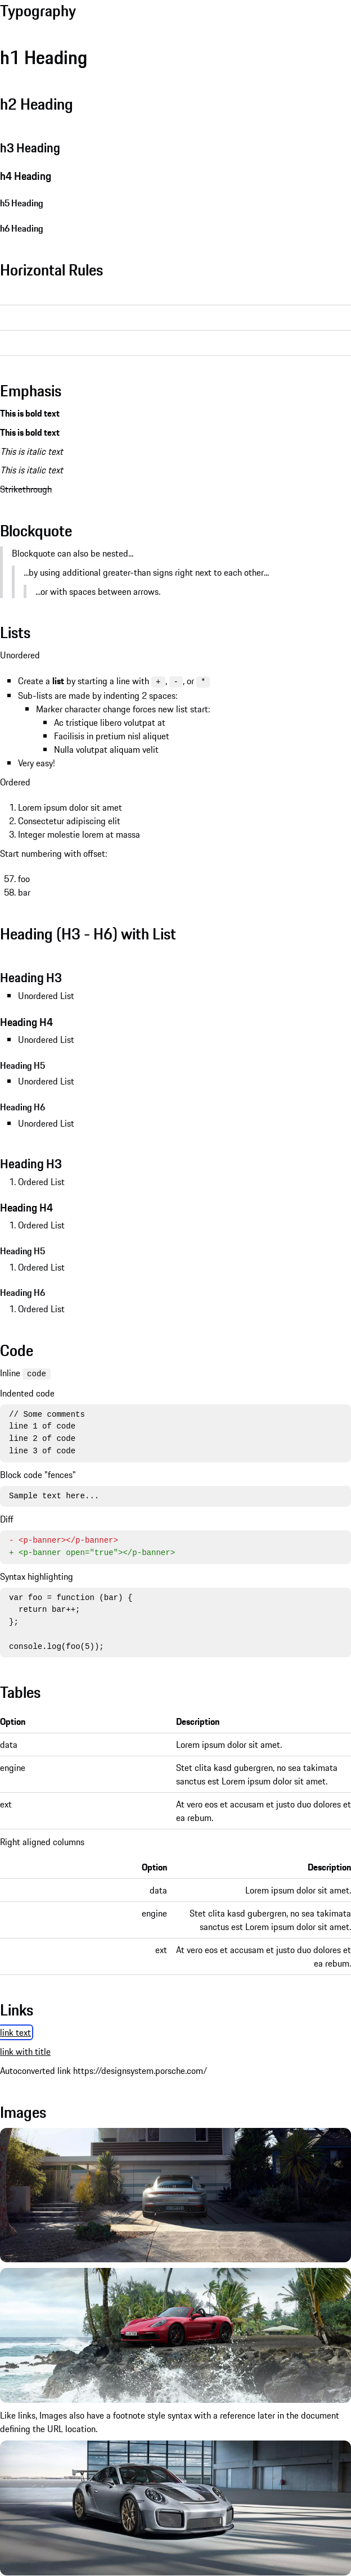 Typography
h1 Heading
h2 Heading
h3 Heading
h4 Heading
h5 Heading
h6 Heading
Horizontal Rules
Emphasis
This is bold text
This is bold text
This is italic text
This is italic text
Strikethrough
Blockquote
Blockquote can also be nested...
...by using additional greater-than signs right next to each other...
...or with spaces between arrows.
Lists
Unordered
Create a list by starting a line with + , - , or *
Sub-lists are made by indenting 2 spaces:
Marker character change forces new list start:
Ac tristique libero volutpat at
Facilisis in pretium nisl aliquet
Nulla volutpat aliquam velit
Very easy!
Ordered
1. Lorem ipsum dolor sit amet
2. Consectetur adipiscing elit
3. Integer molestie lorem at massa
Start numbering with offset:
57. foo
58. bar
Heading (H3 - H6) with List
Heading H3
Unordered List
Heading H4
Unordered List
Heading H5
Unordered List
Heading H6
Unordered List
Heading H3
1. Ordered List
Heading H4
1. Ordered List
Heading H5
1. Ordered List
Heading H6
1. Ordered List
Code
Inline code
Indented code
// Some comments
line 1 of code
line 2 of code
line 3 of code
Block code "fences"
Sample text here...
Diff
- <p-banner></p-banner>
+ <p-banner open="true"></p-banner>
Syntax highlighting
var foo = function (bar) {
  return bar++;
};
console.log(foo(5));
Tables
Option Description
data Lorem ipsum dolor sit amet.
engine Stet clita kasd gubergren, no sea takimata
sanctus est Lorem ipsum dolor sit amet.
ext At vero eos et accusam et justo duo dolores et
ea rebum.
Right aligned columns
Option Description
data Lorem ipsum dolor sit amet.
engine Stet clita kasd gubergren, no sea takimata
sanctus est Lorem ipsum dolor sit amet.
ext At vero eos et accusam et justo duo dolores et
ea rebum.
Links
link text
link with title
Autoconverted link https://designsystem.porsche.com/
Images
Like links, Images also have a footnote style syntax with a reference later in the document
defining the URL location.